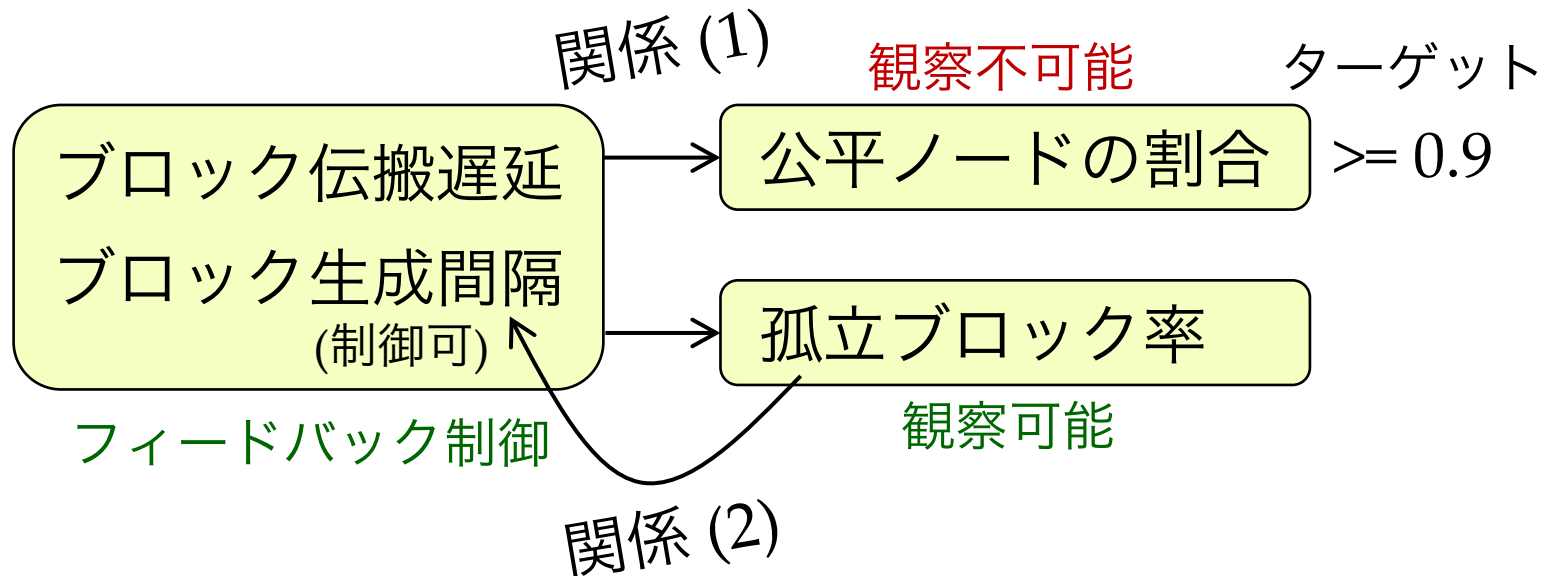 関係 (1)
観察不可能
ターゲット
ブロック伝搬遅延
公平ノードの割合
>= 0.9
ブロック生成間隔
(制御可)
孤立ブロック率
フィードバック制御
観察可能
関係 (2)